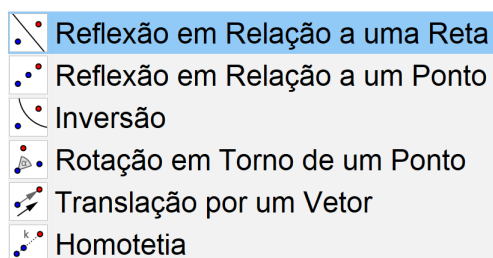 Reflexão em Relação a uma Reta
Reflexão em Relação a um Ponto
Inversão
α Rotação em Torno de um Ponto
Translação por um Vetor
k Homotetia